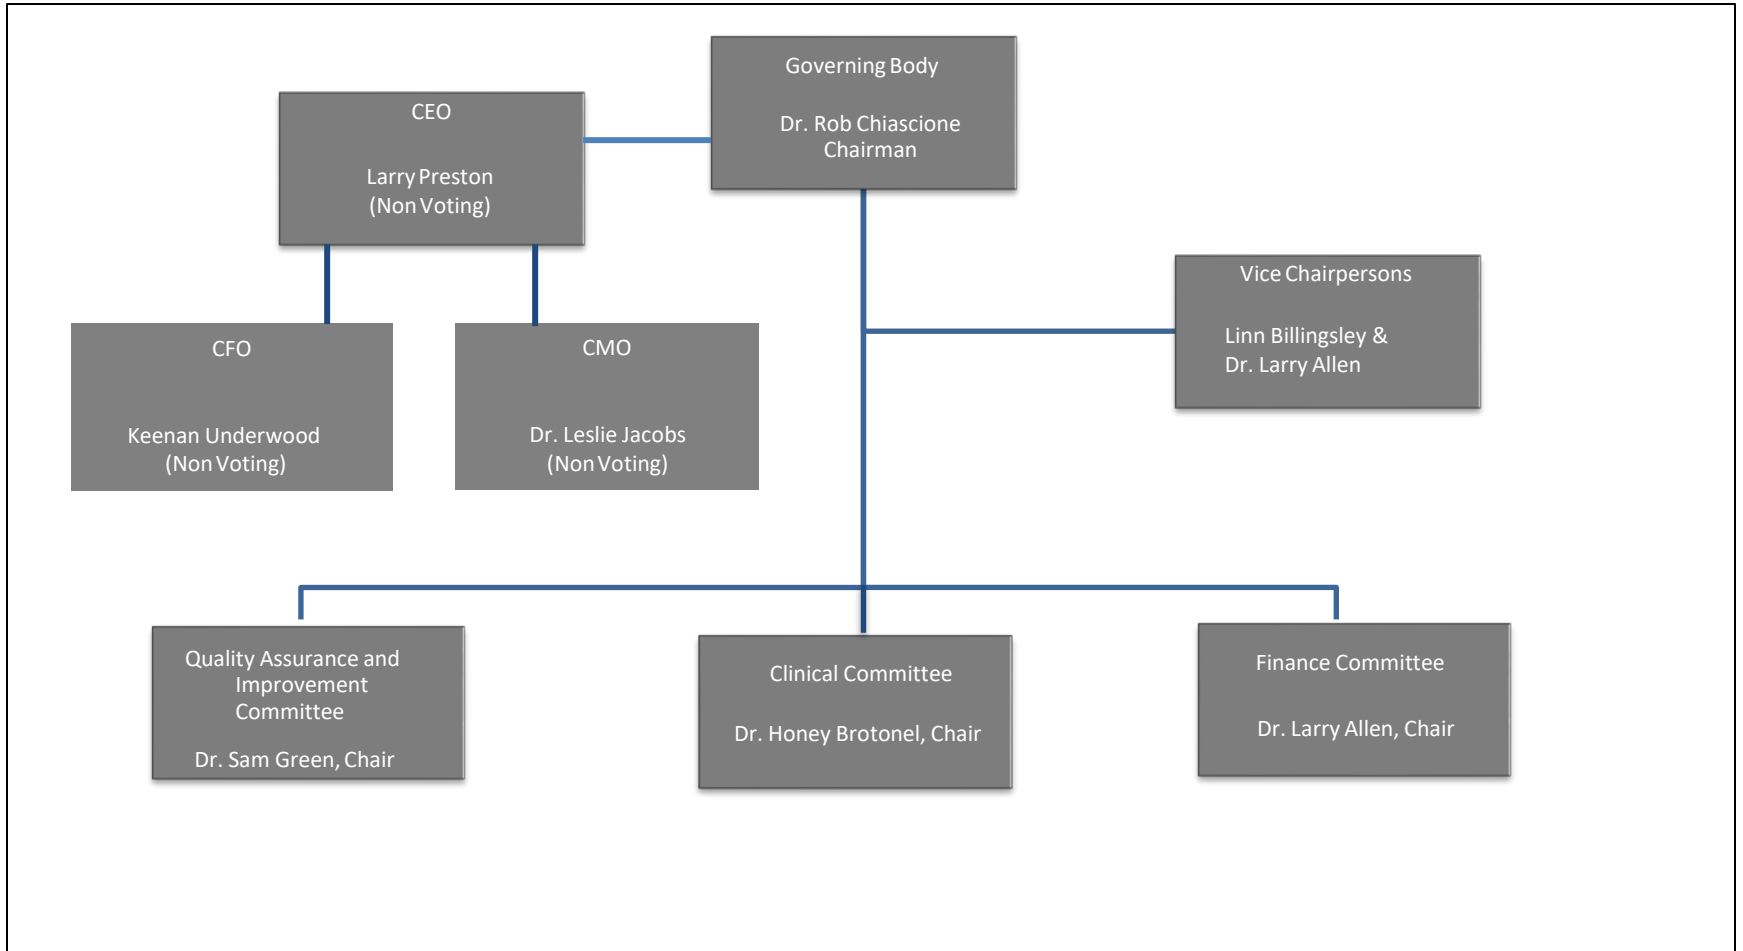 Governing Body
Dr. Rob Chiascione
Chairman
CEO
Larry Preston
(Non Voting)
Vice Chairpersons
Linn Billingsley &
Dr. Larry Allen
CFO
Keenan Underwood
(Non Voting)
CMO
Dr. Leslie Jacobs
(Non Voting)
Quality Assurance and
Improvement
Committee
Dr. Sam Green, Chair
Clinical Committee
Dr. Honey Brotonel, Chair
Finance Committee
Dr. Larry Allen, Chair